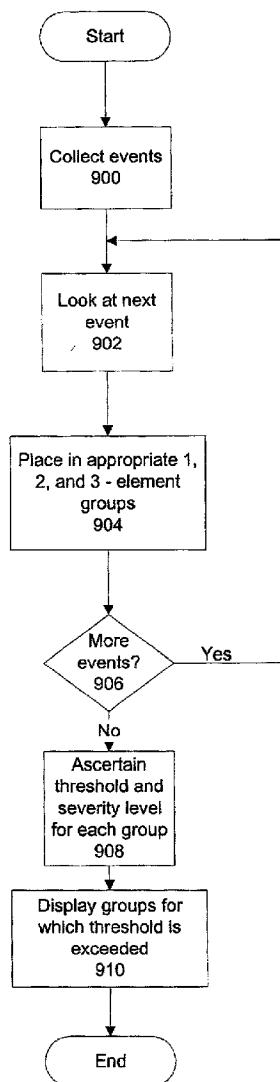 Start
Collect events
900
Look at next
event
902
Place in appropriate 1,
2, and 3 - element
groups
904
More
events?
906
Yes
No
Ascertain
threshold and
severity level
for each group
908
Display groups for
which threshold is
exceeded
910
End